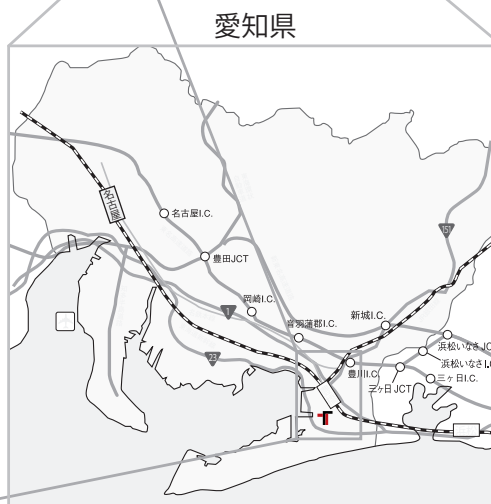 愛知県
151
名古屋
名古屋I.C.
豊田JCT
岡崎I.C.
1
新城I.C.
音羽蒲郡I.C.
浜松いなさJC
23
浜松いなさI.C
豊川I.C.
三ヶ日I.C.
三ヶ日JCT